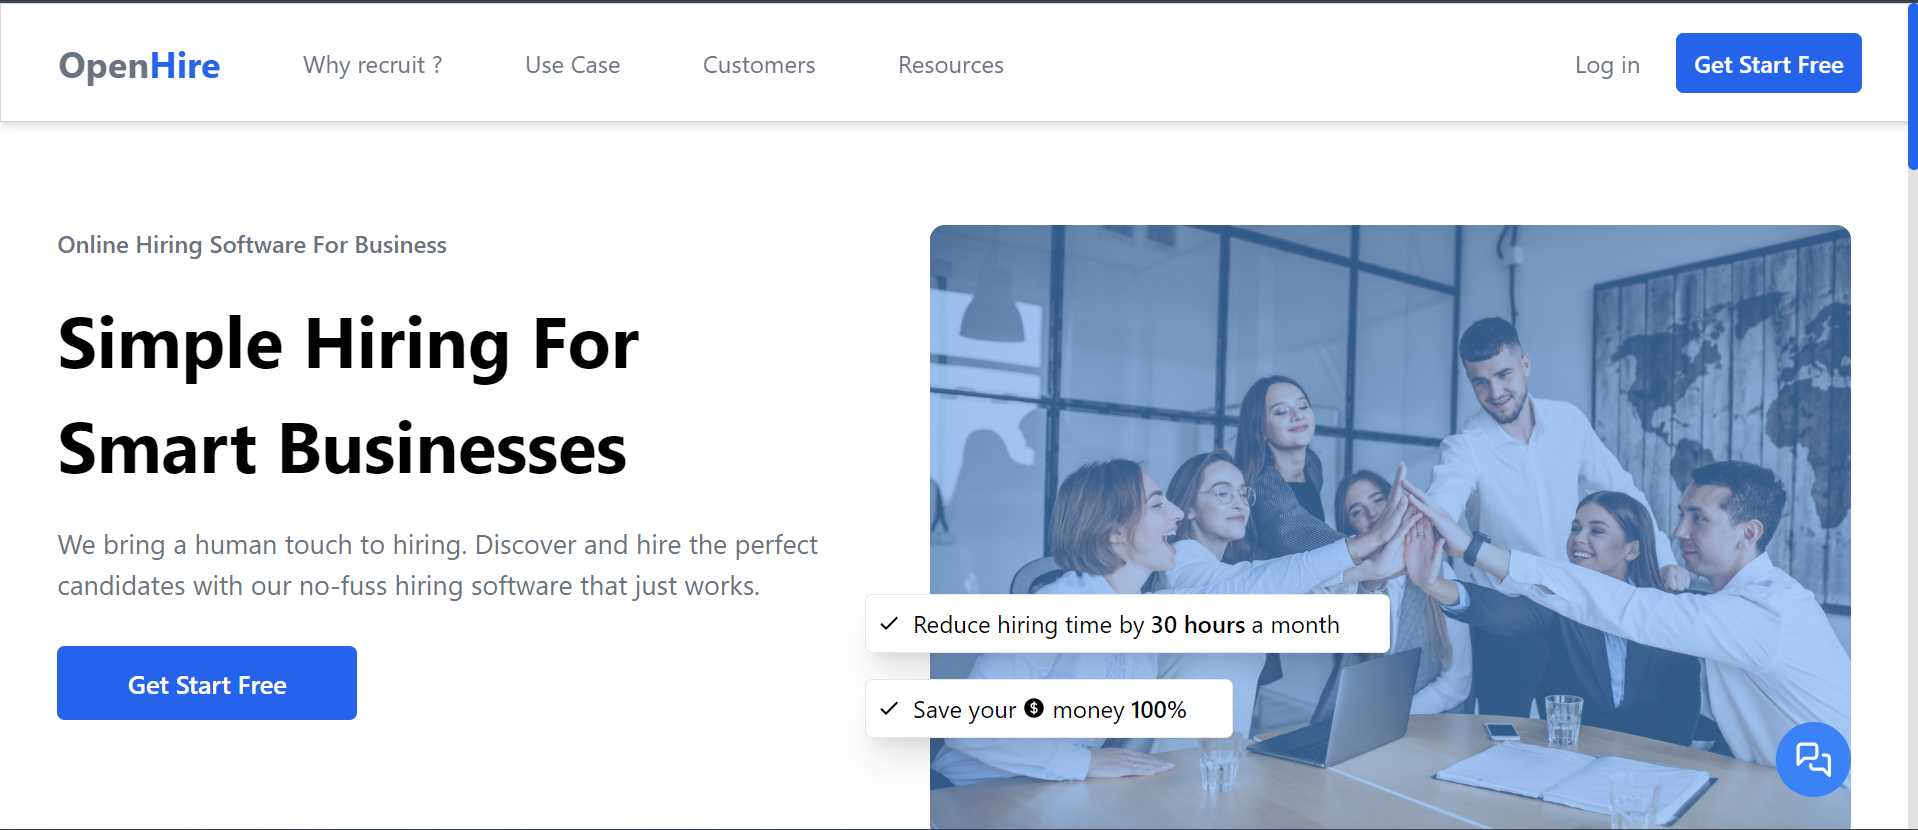 OpenHire
Why recruit ?
Use Case
Customers
Resources
Log in
Get Start Free
Online Hiring Software For Business
Simple Hiring For
Smart Businesses
We bring a human touch to hiring. Discover and hire the perfect
candidates with our no-fuss hiring software that just works.
Get Start Free
Reduce hiring time by 30 hours a month
Save your $ money 100%